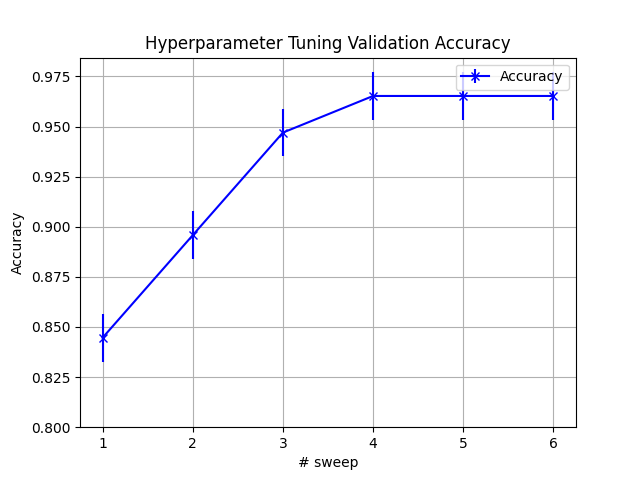 Hyperparameter Tuning Validation Accuracy
Accuracy
0.975
0.950
0.925
0.900
0.875
0.850
0.825
0.800
Accuracy
1 2 3 4 5 6
# sweep